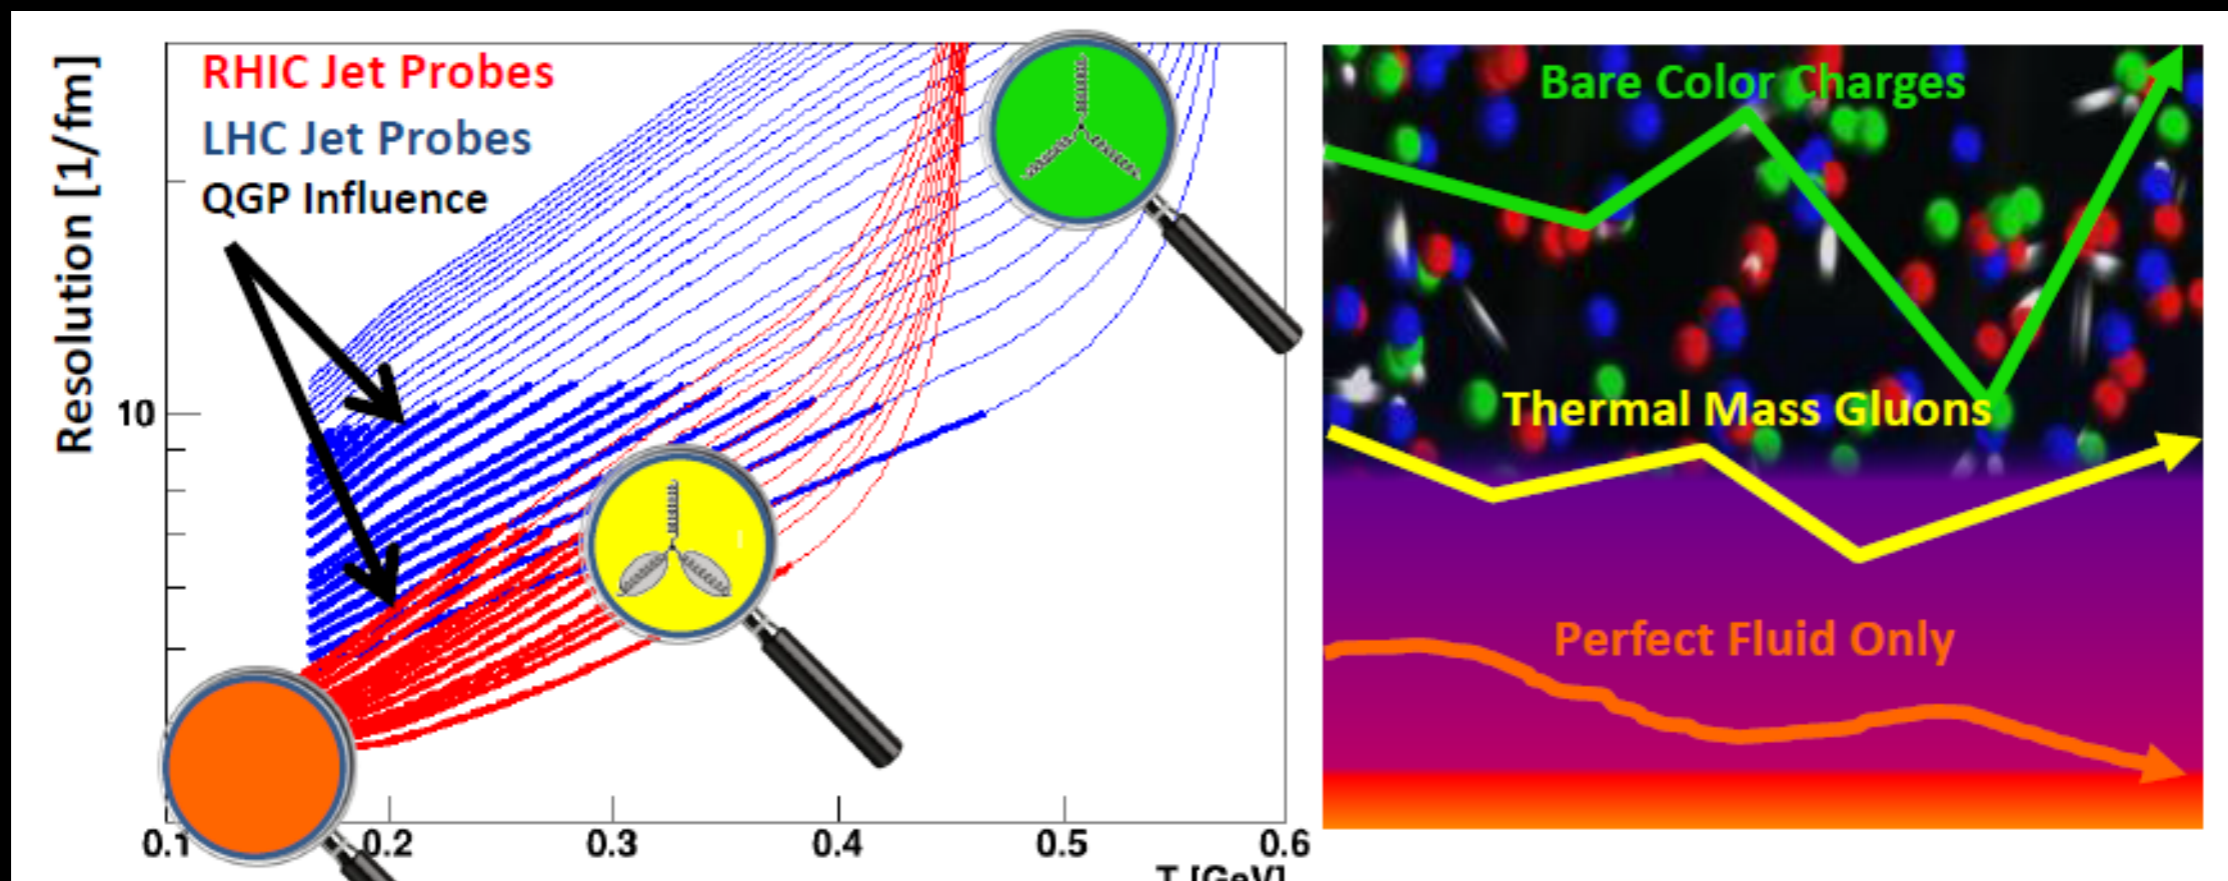 RHIC Jet Probes
LHC Jet Probes
QGP Influence
Resolution [1/fm]
10
0.1
0.2
0.3
0.4
0.5
0.6
T [GeV]
Bare Color Charges
Thermal Mass Gluons
Perfect Fluid Only